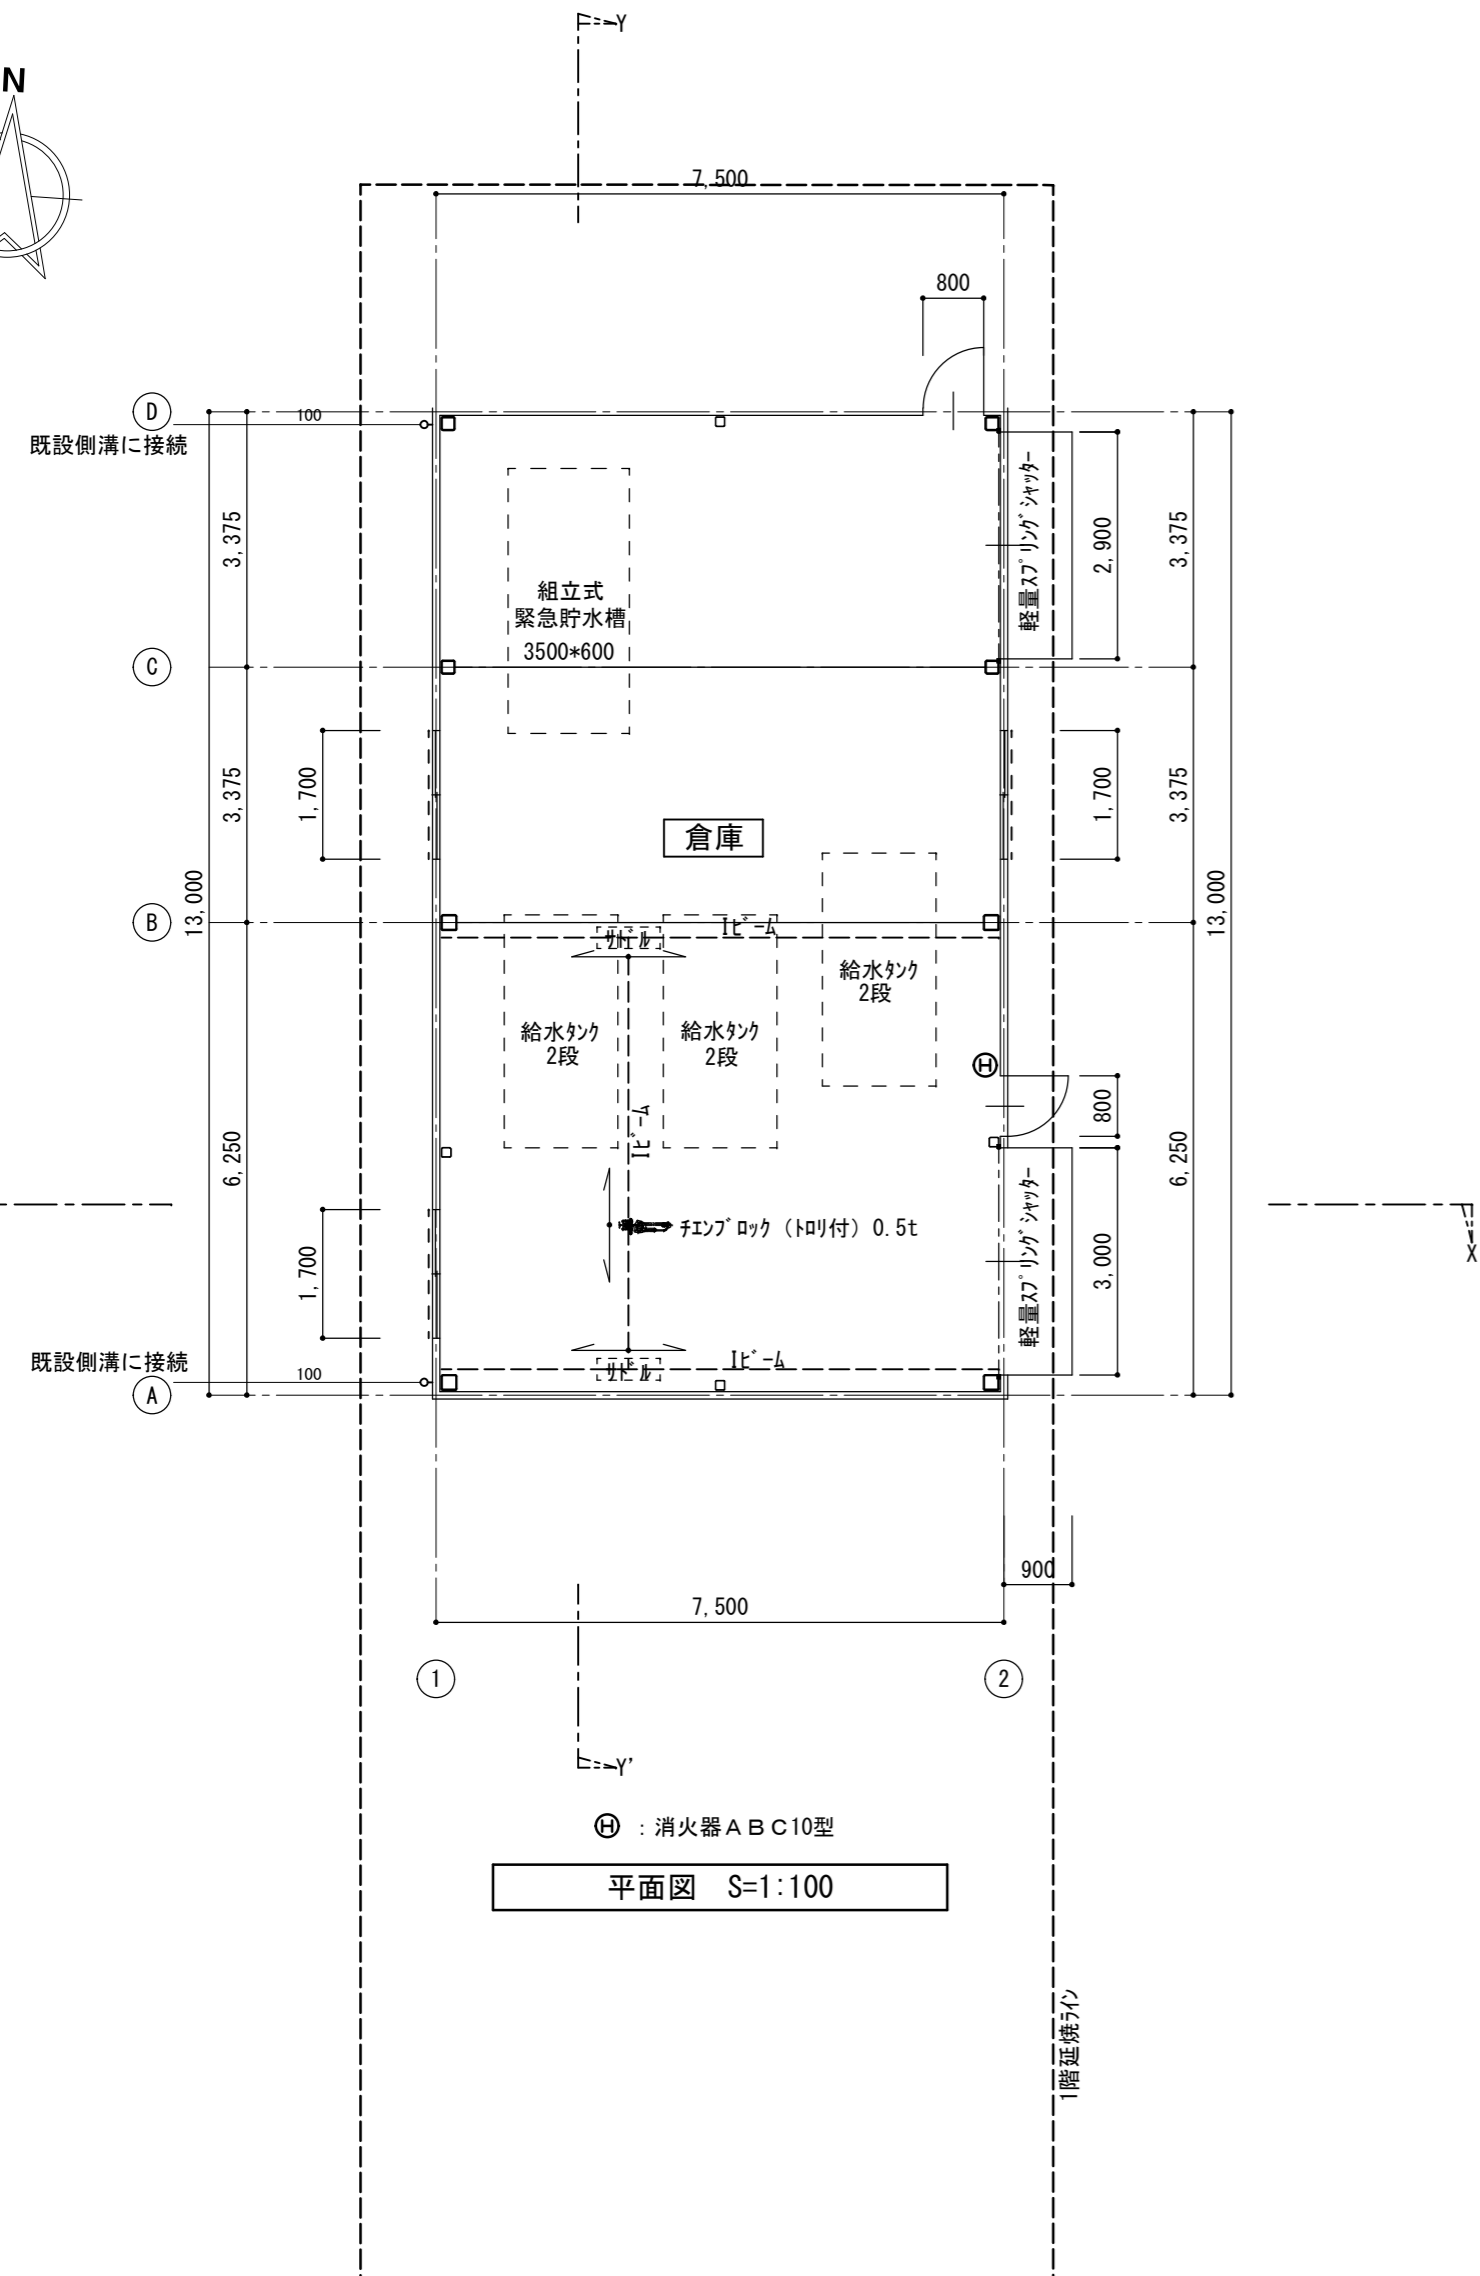 Y
N
7,500
800
D
100
既設側溝に接続
3,375
組立式
緊急貯水槽
3500*600
軽量ｽﾌﾟﾘﾝｸﾞｼｬｯﾀｰ
2,900
3,375
C
3,375
1,700
倉庫
1,700
3,375
13,000
13,000
B
ｻﾄﾞﾙ
Iﾋﾞｰﾑ
給水ﾀﾝｸ
2段
給水ﾀﾝｸ
2段
給水ﾀﾝｸ
2段
H
Iﾋﾞｰﾑ
800
6,250
6,250
ﾁｴﾝﾌﾞﾛｯｸ（ﾄﾛﾘ付）0.5t
1,700
軽量ｽﾌﾟﾘﾝｸﾞｼｬｯﾀｰ
3,000
X
既設側溝に接続
100
ｻﾄﾞﾙ
Iﾋﾞｰﾑ
A
900
7,500
1
2
Y'
H：消火器ＡＢＣ10型
平面図　S=1:100
1階延焼ﾗｲﾝ